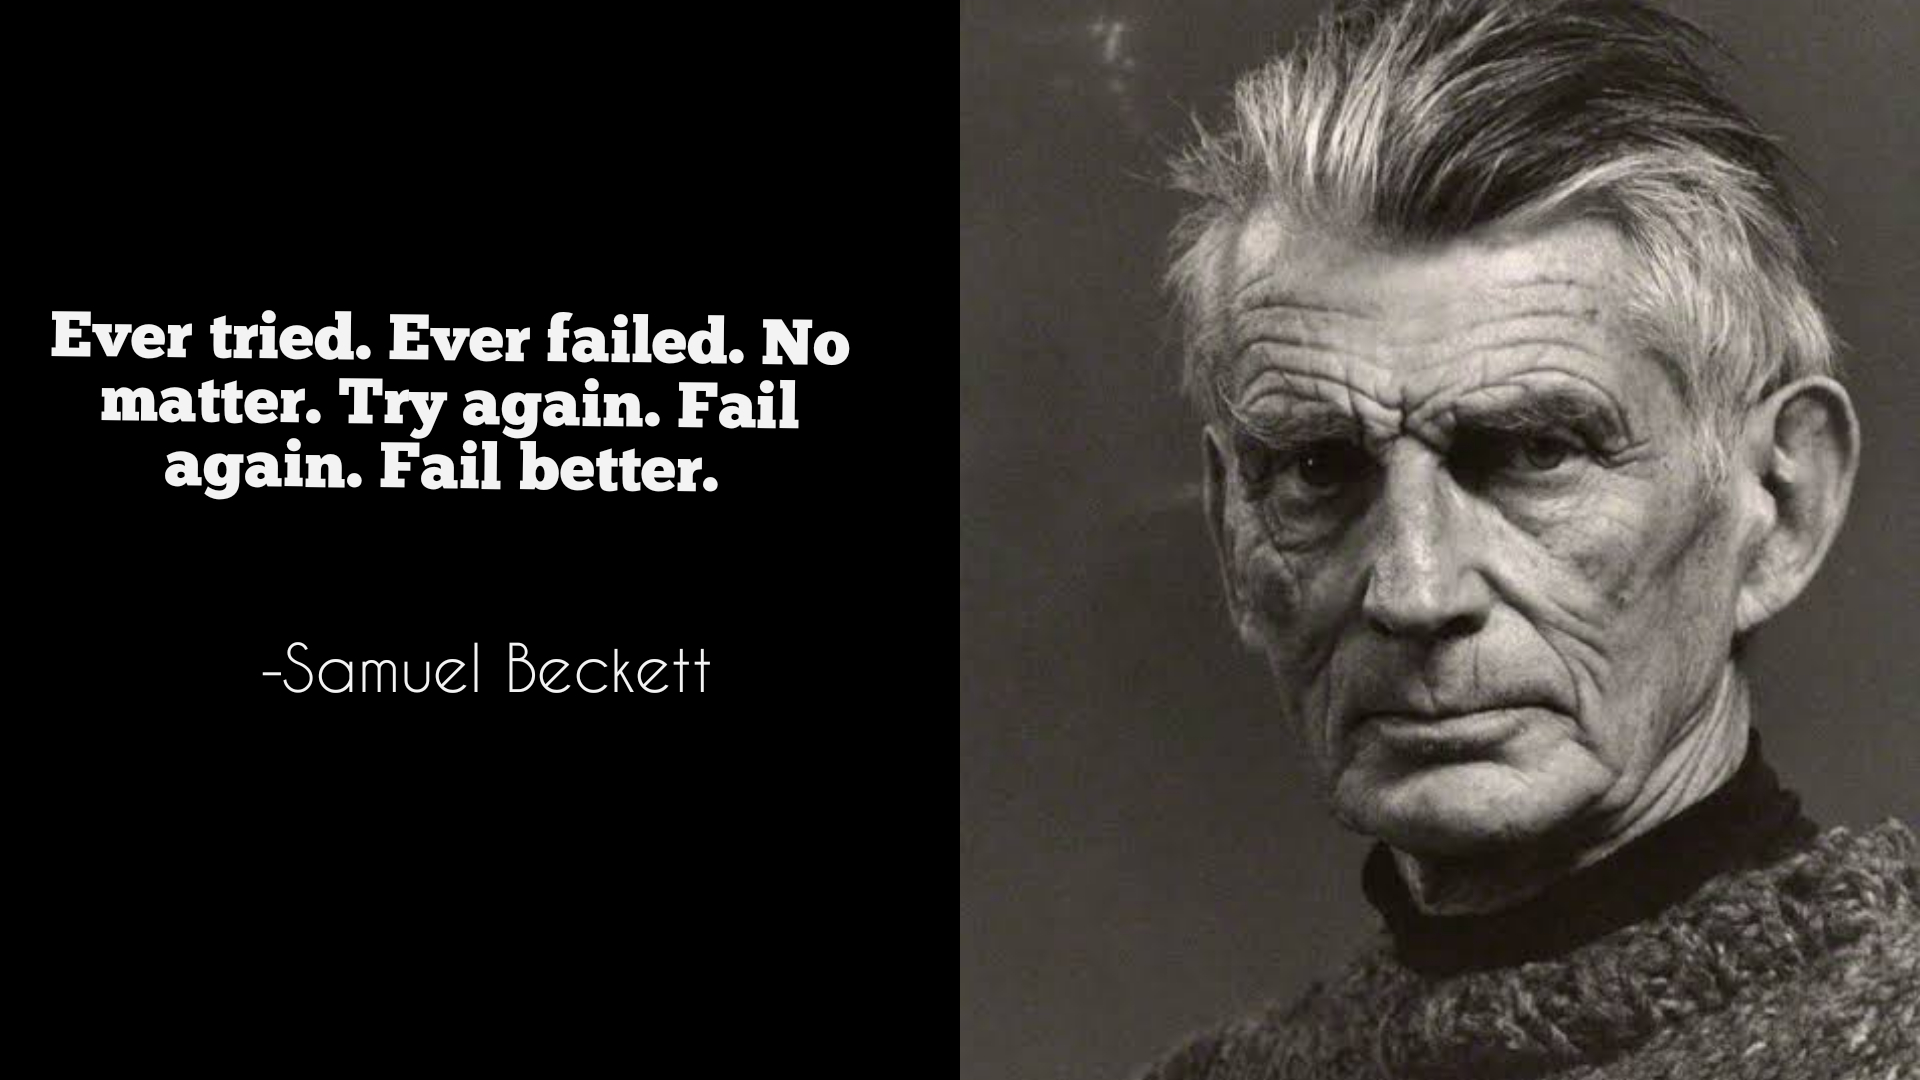 Ever tried. Ever failed. No
matter. Try again. Fail
again. Fail better.
-Samuel Beckett